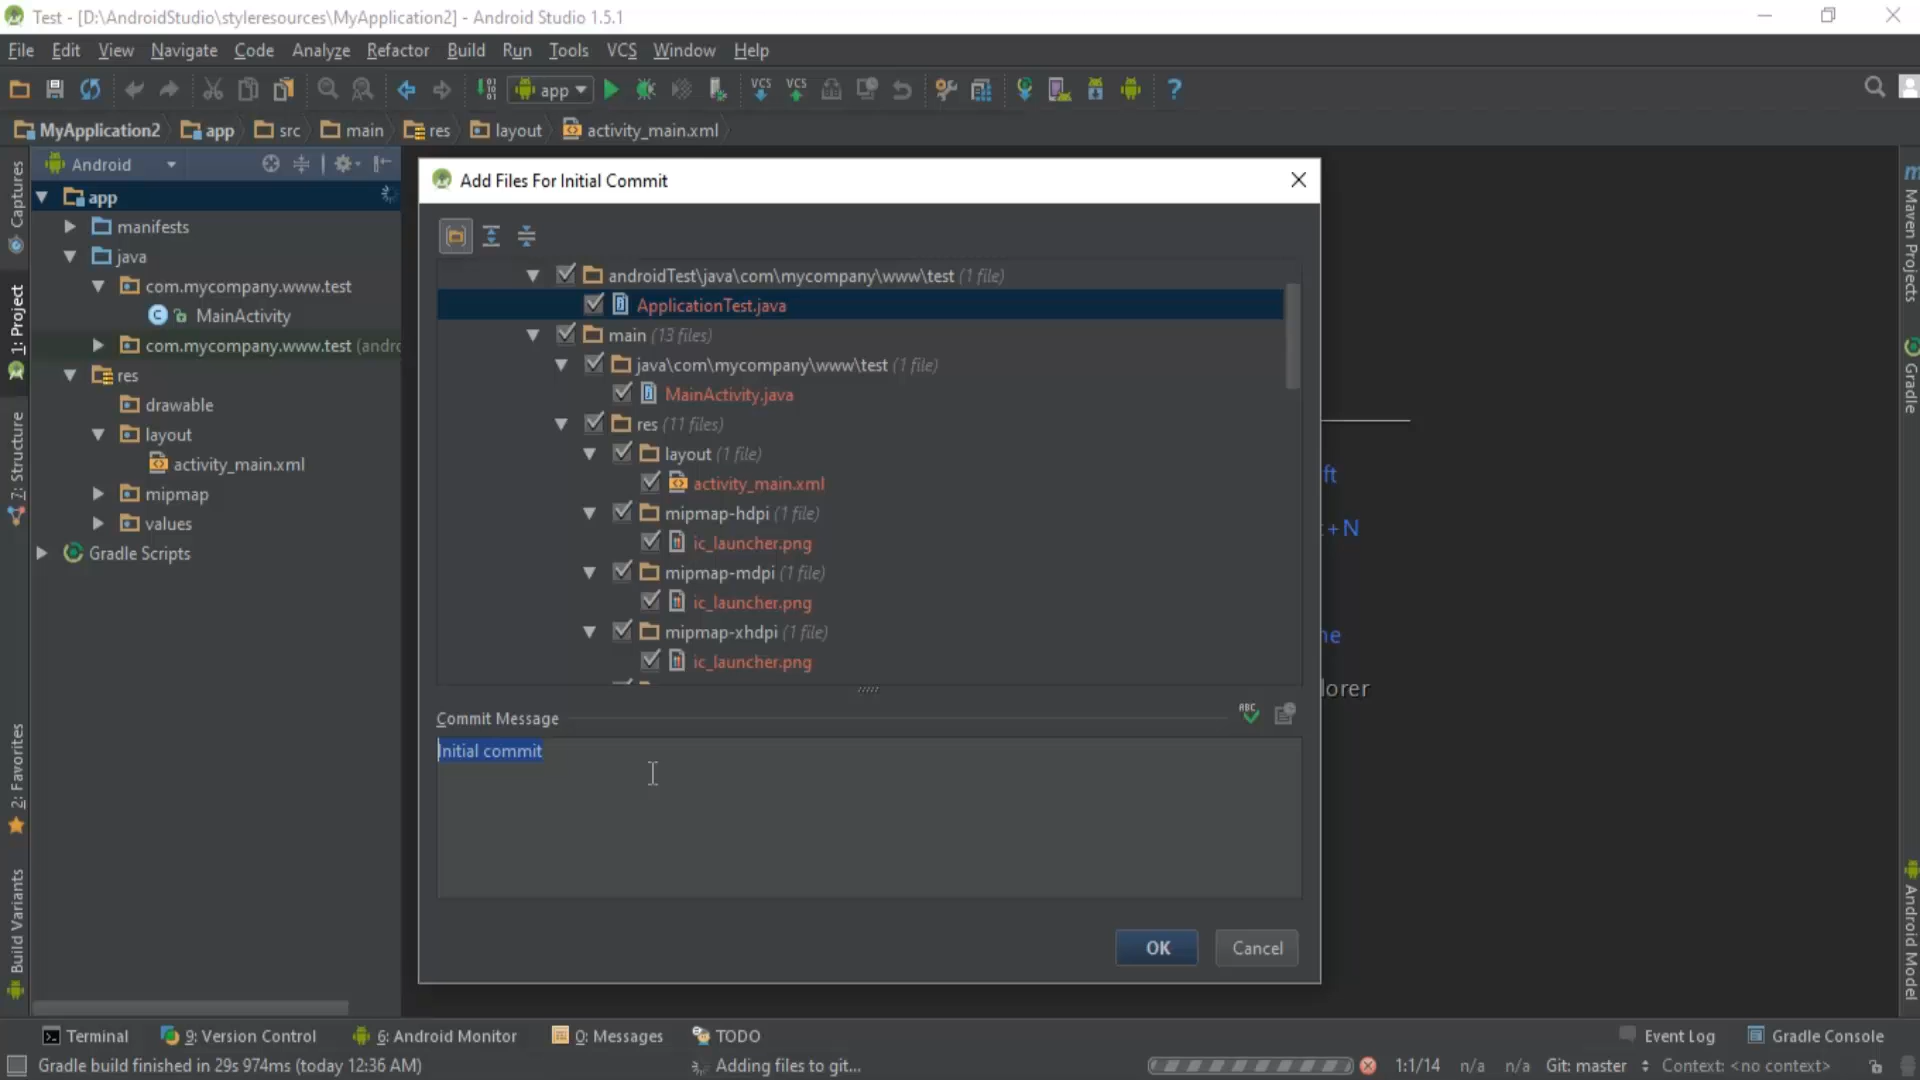 Test - [D:\AndroidStudio\styleresources\MyApplication2] - Android Studio 1.5.1
File Edit View Navigate Code Analyze Refactor Build Run Tools VCS Window Help
app VCS VCS ?
MyApplication2 app src main res layout activity_main.xml
Android
app
manifests
java
com.mycompany.www.test
MainActivity
com.mycompany.www.test (andro
res
drawable
layout
activity_main.xml
mipmap
values
Gradle Scripts
Captures
1: Project
7: Structure
2: Favorites
Build Variants
Add Files For Initial Commit
androidTest\java\com\mycompany\www\test (1 file)
ApplicationTest.java
main (13 files)
java\com\mycompany\www\test (1 file)
MainActivity.java
res (11 files)
layout (1 file)
activity_main.xml
mipmap-hdpi (1 file)
ic_launcher.png
mipmap-mdpi (1 file)
ic_launcher.png
mipmap-xhdpi (1 file)
ic_launcher.png
Commit Message
ABC
Initial commit
OK Cancel
ft
+N
ne
lorer
Maven Projects
Gradle
Android Model
Terminal 9: Version Control 6: Android Monitor 0: Messages TODO Event Log Gradle Console
Gradle build finished in 29s 974ms (today 12:36 AM) Adding files to git... 1:1/14 n/a n/a Git: master Context: <no context>